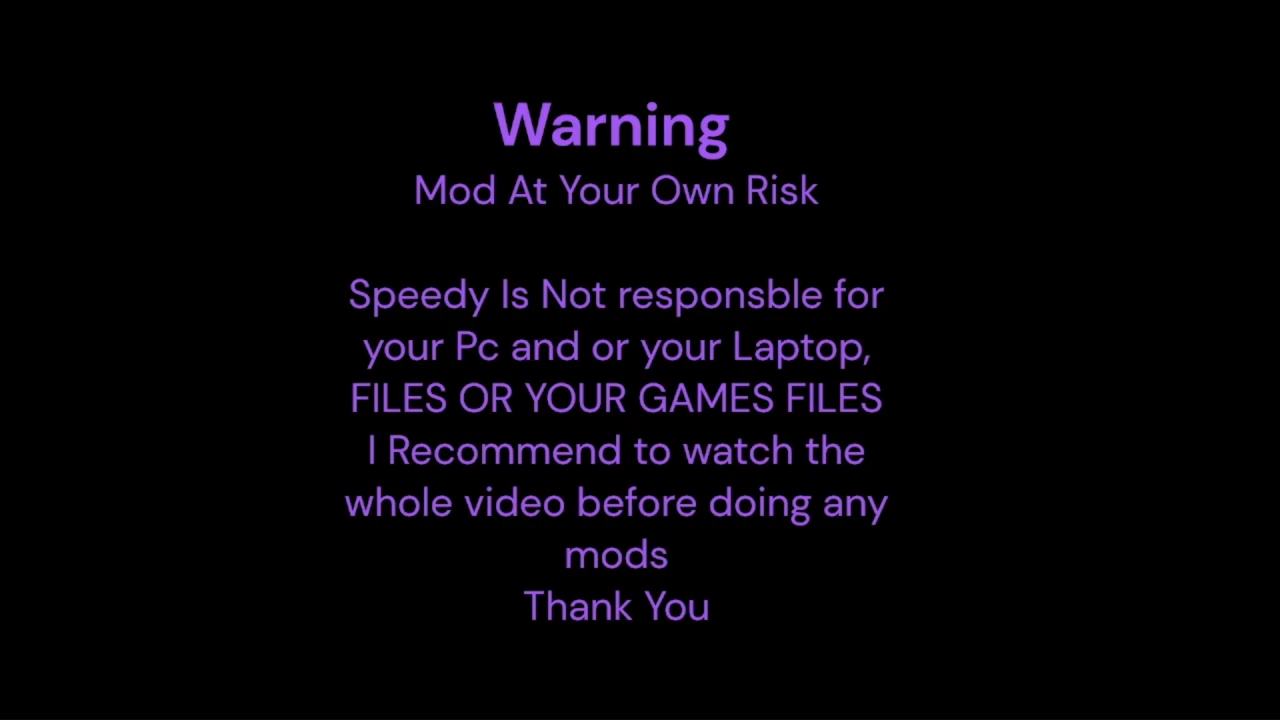 Warning
Mod At Your Own Risk
Speedy Is Not responsble for
your Pc and or your Laptop,
FILES OR YOUR GAMES FILES
I Recommend to watch the
whole video before doing any
mods
Thank You